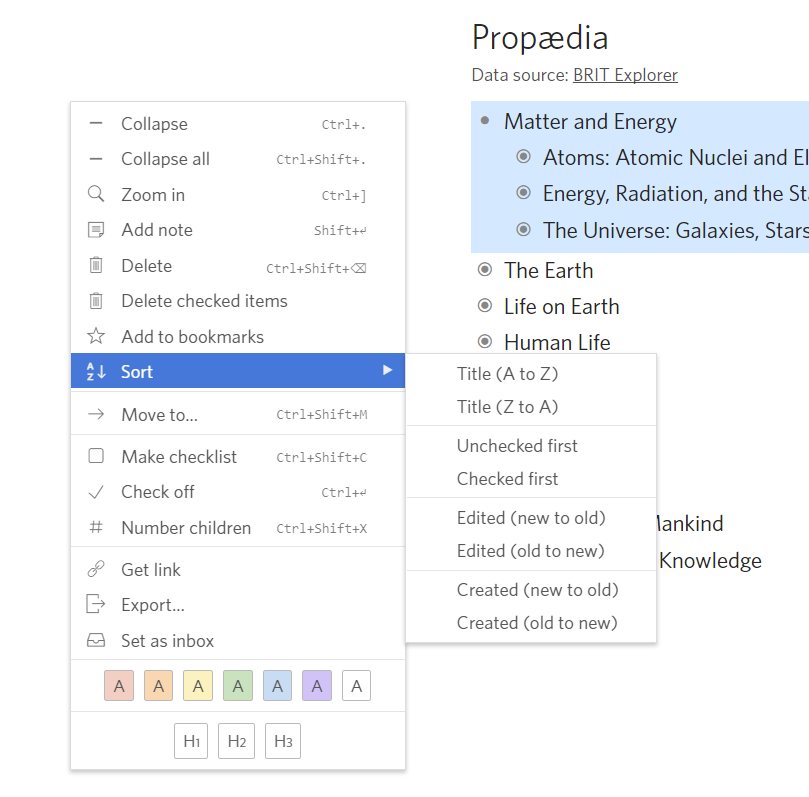 Propædia
Data source: BRIT Explorer
Matter and Energy
Atoms: Atomic Nuclei and
Energy, Radiation, and the
The Universe: Galaxies, Stars
The Earth
Life on Earth
Human Life
Collapse Ctrl+.
Collapse all Ctrl+Shift+.
Zoom in Ctrl+]
Add note Shift+↵
Delete Ctrl+Shift+⌫
Delete checked items
Add to bookmarks
Sort
Move to... Ctrl+Shift+M
Make checklist Ctrl+Shift+C
Check off Ctrl+↵
Number children Ctrl+Shift+X
Get link
Export...
Set as inbox
A A A A A A A
H1 H2 H3
Title (A to Z)
Title (Z to A)
Unchecked first
Checked first
Edited (new to old)
Edited (old to new)
Created (new to old)
Created (old to new)
Mankind
Knowledge